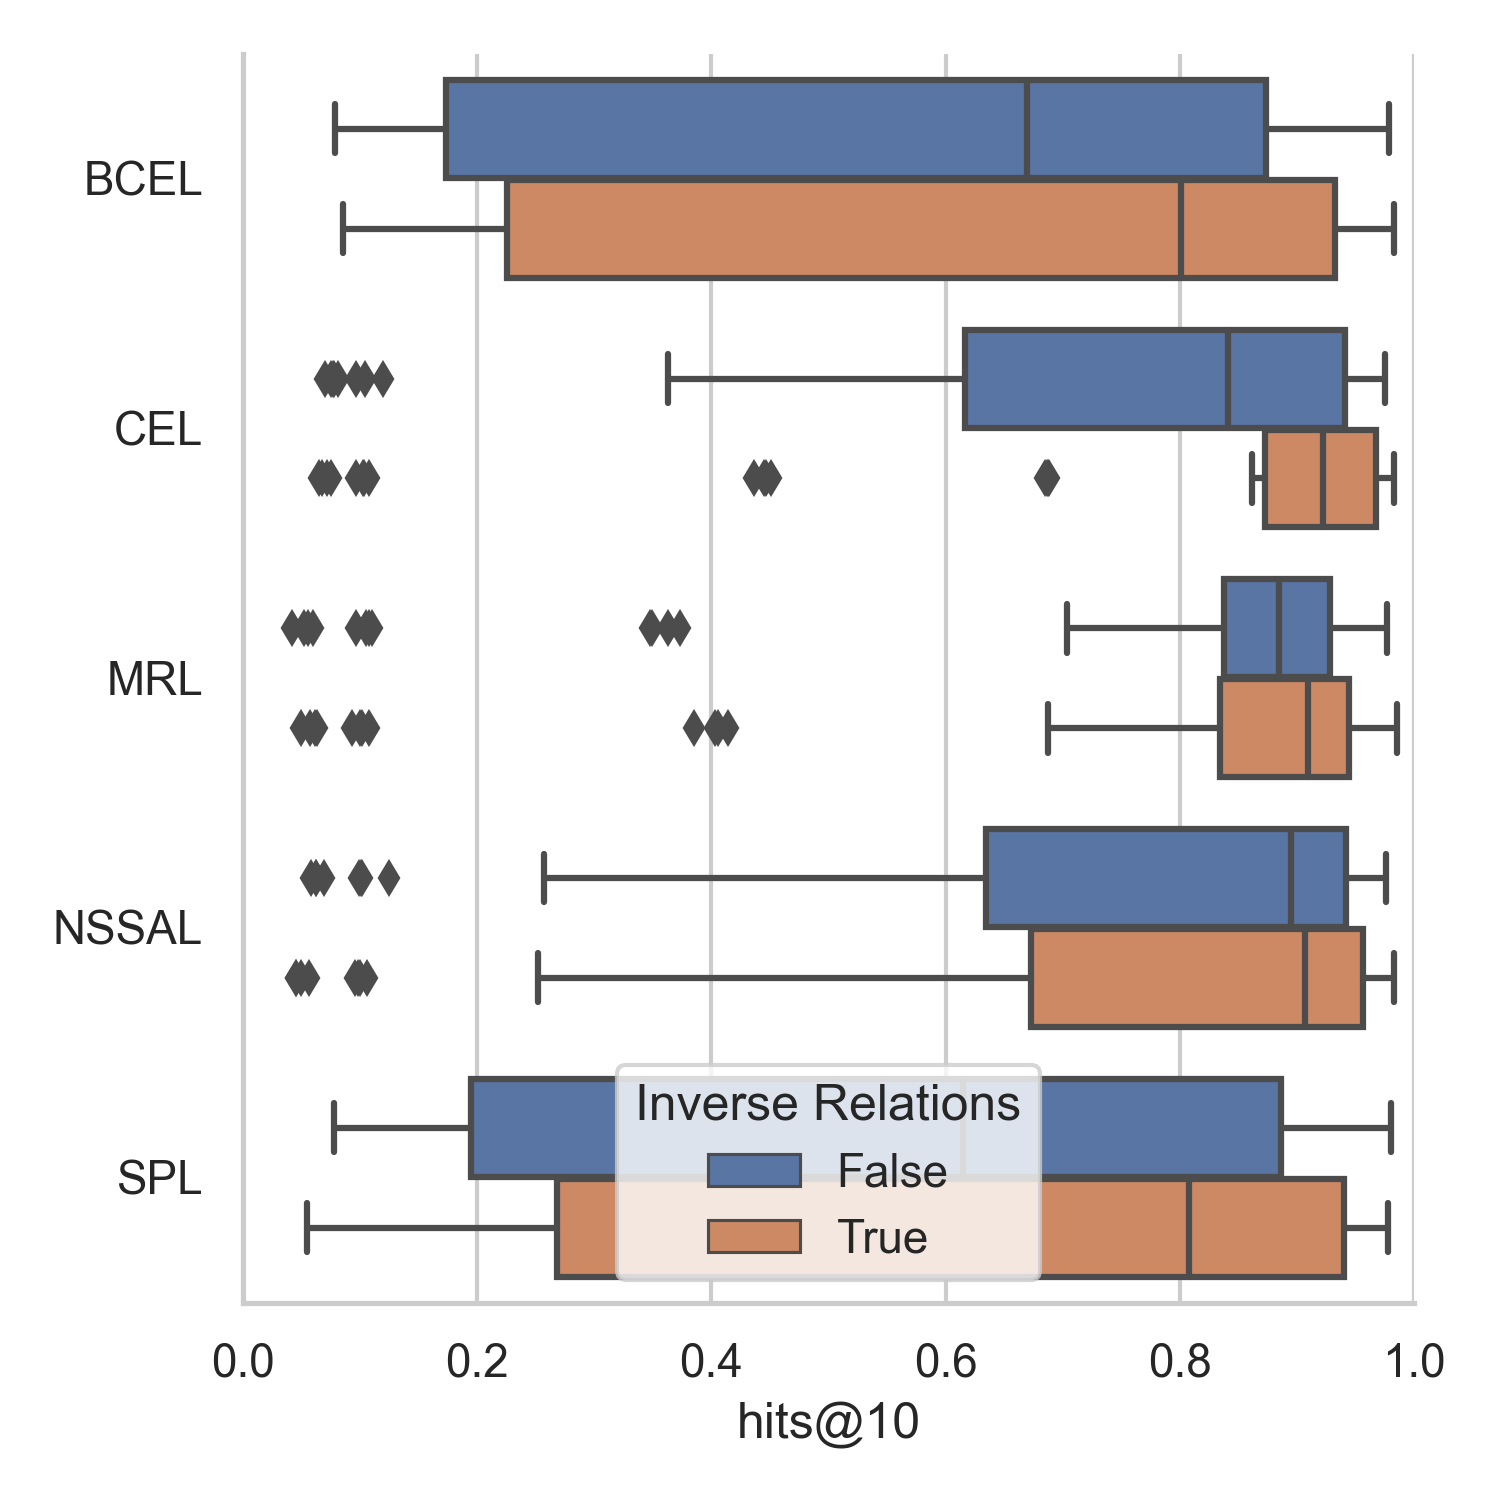 BCEL
CEL
MRL
NSSAL
SPL
Inverse Relations
False
True
0.0 0.2 0.4 0.6 0.8 1.0
hits@10